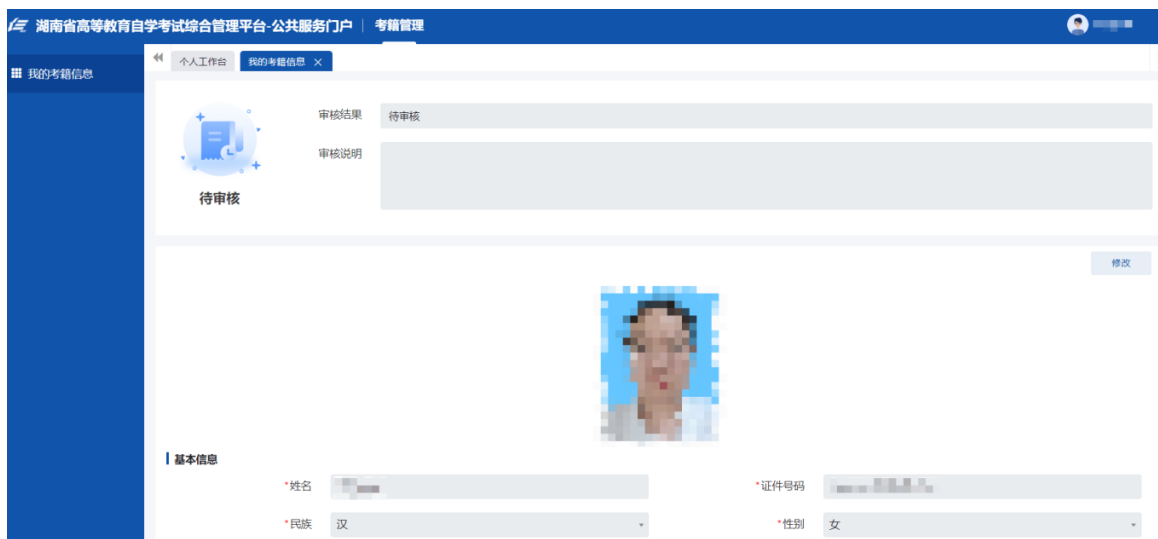 湖南省高等教育自学考试综合管理平台-公共服务门户 | 考籍管理
我的考籍信息
个人工作台 我的考籍信息 ×
审核结果 待审核
审核说明
待审核
修改
基本信息
*姓名 *证件号码
*民族 汉 *性别 女